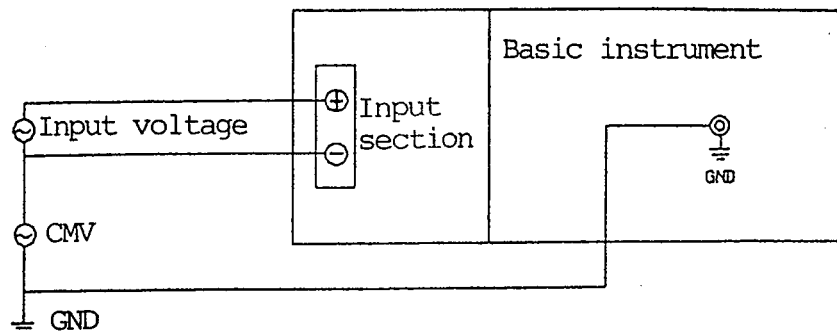 Basic instrument
Input voltage
Input
section
GND
CMV
GND